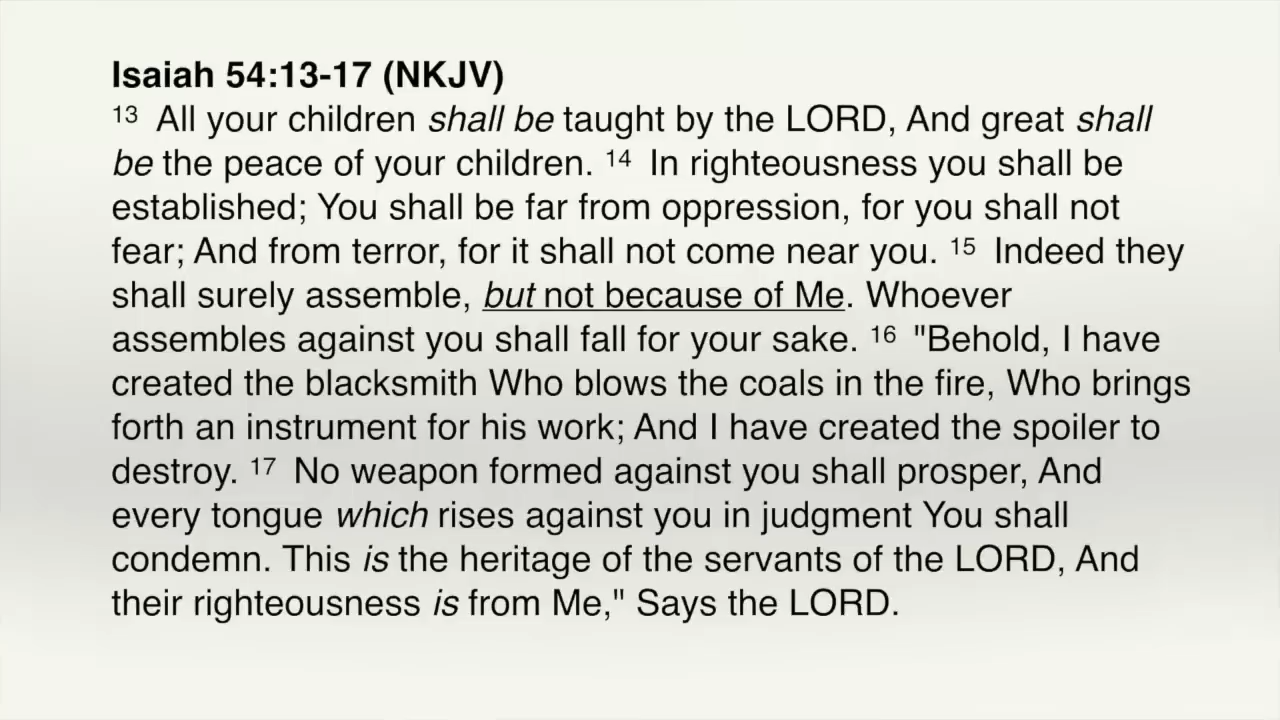 Isaiah 54:13-17 (NKJV)
13 All your children shall be taught by the LORD, And great shall
be the peace of your children. 14 In righteousness you shall be
established; You shall be far from oppression, for you shall not
fear; And from terror, for it shall not come near you. 15 Indeed they
shall surely assemble, but not because of Me. Whoever
assembles against you shall fall for your sake. 16 "Behold, I have
created the blacksmith Who blows the coals in the fire, Who brings
forth an instrument for his work; And I have created the spoiler to
destroy. 17 No weapon formed against you shall prosper, And
every tongue which rises against you in judgment You shall
condemn. This is the heritage of the servants of the LORD, And
their righteousness is from Me," Says the LORD.